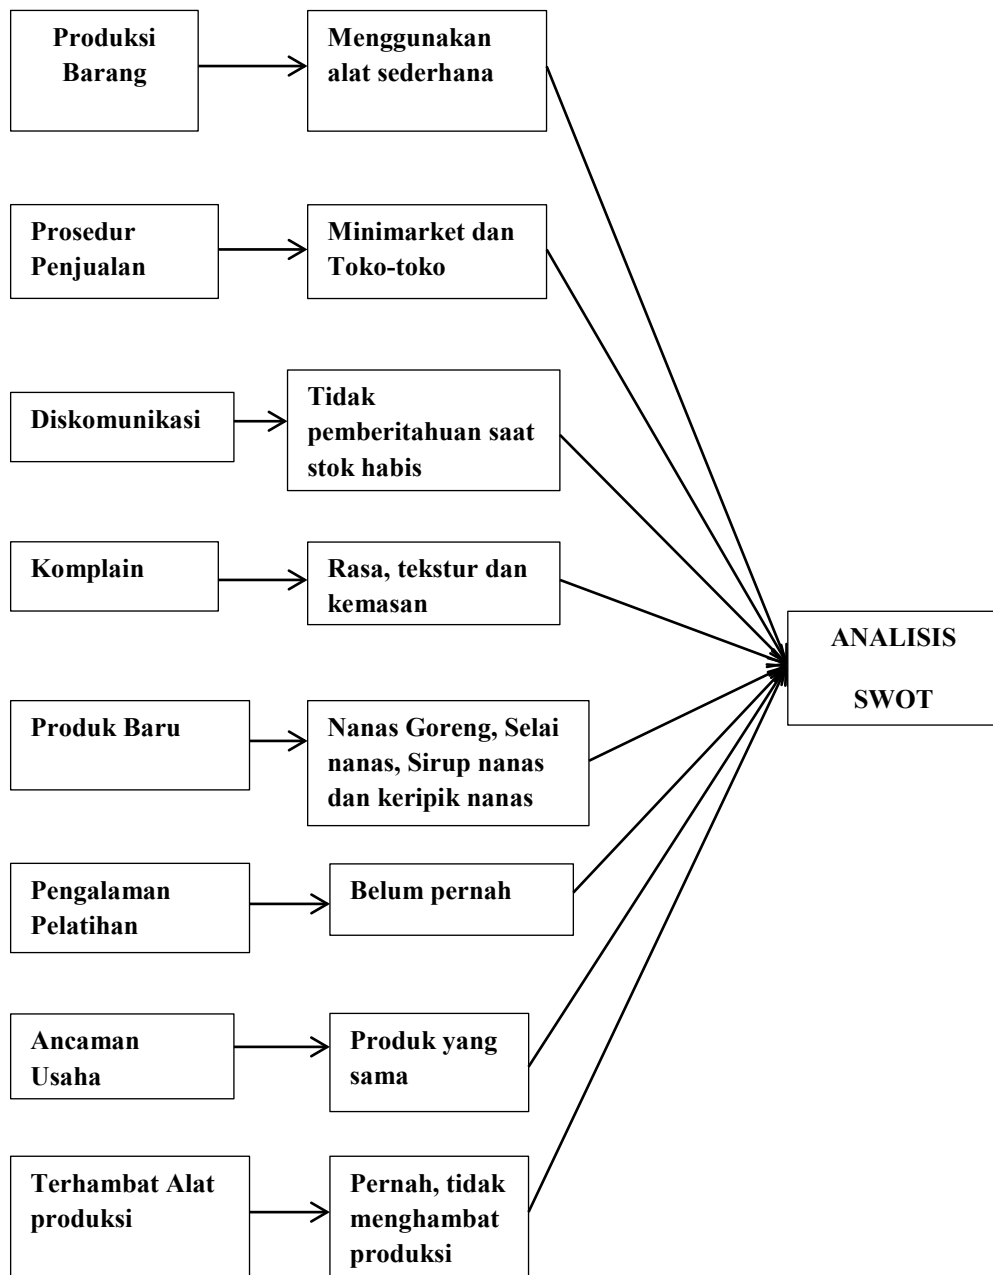 Produksi
Barang
Menggunakan
alat sederhana
Prosedur
Penjualan
Minimarket dan
Toko-toko
Diskomunikasi
Tidak
pemberitahuan saat
stok habis
Komplain
Rasa, tekstur dan
kemasan
ANALISIS
SWOT
Produk Baru
Nanas Goreng, Selai
nanas, Sirup nanas
dan keripik nanas
Pengalaman
Pelatihan
Belum pernah
Ancaman
Usaha
Produk yang
sama
Terhambat Alat
produksi
Pernah, tidak
menghambat
produksi